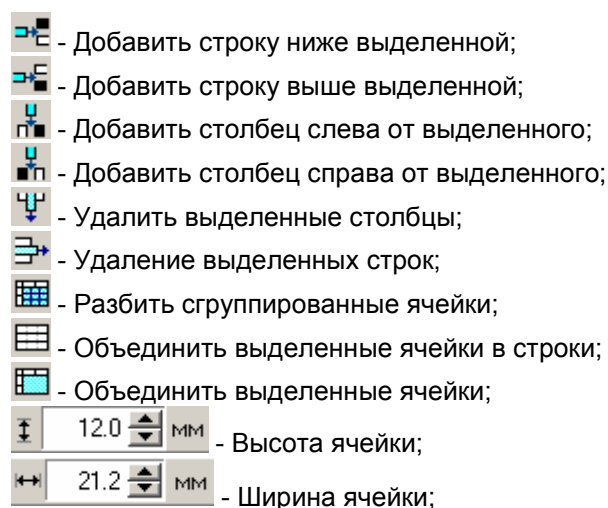 - Добавить строку ниже выделенной;
- Добавить строку выше выделенной;
- Добавить столбец слева от выделенного;
- Добавить столбец справа от выделенного;
- Удалить выделенные столбцы;
- Удаление выделенных строк;
- Разбить сгруппированные ячейки;
- Объединить выделенные ячейки в строки;
- Объединить выделенные ячейки;
12.0 мм - Высота ячейки;
21.2 мм - Ширина ячейки;